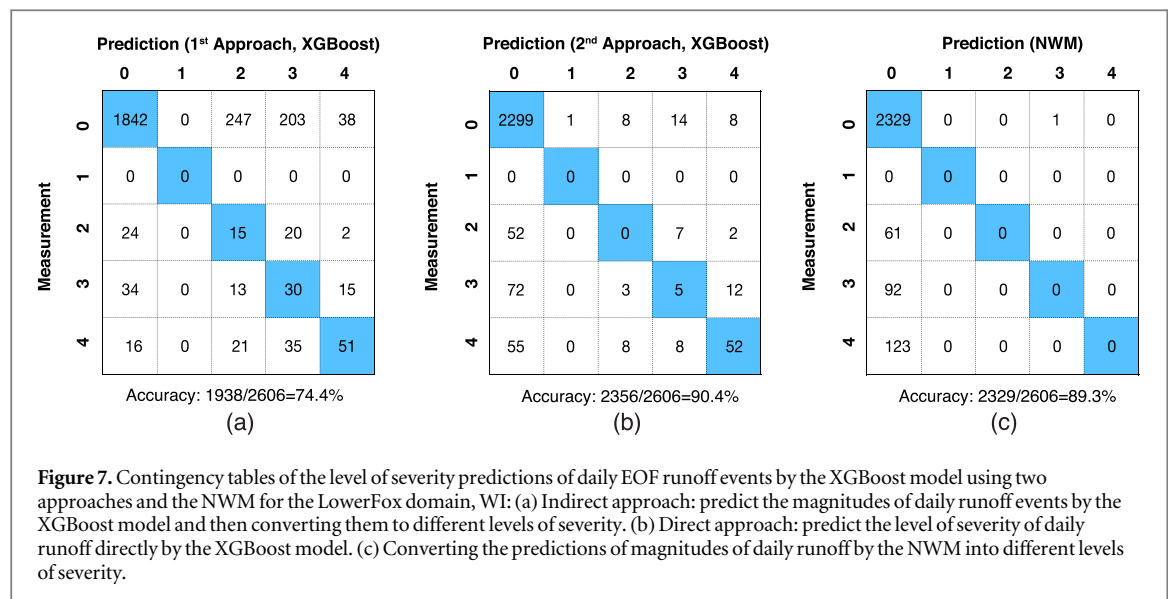 Prediction (1st Approach, XGBoost)
0 1 2 3 4
Measurement
0 1842 0 247 203 38
1 0 0 0 0 0
2 24 0 15 20 2
3 34 0 13 30 15
4 16 0 21 35 51
Accuracy: 1938/2606=74.4%
(a)
Prediction (2nd Approach, XGBoost)
0 1 2 3 4
Measurement
0 2299 1 8 14 8
1 0 0 0 0 0
2 52 0 0 7 2
3 72 0 3 5 12
4 55 0 8 8 52
Accuracy: 2356/2606=90.4%
(b)
Prediction (NWM)
0 1 2 3 4
Measurement
0 2329 0 0 1 0
1 0 0 0 0 0
2 61 0 0 0 0
3 92 0 0 0 0
4 123 0 0 0 0
Accuracy: 2329/2606=89.3%
(c)
Figure 7. Contingency tables of the level of severity predictions of daily EOF runoff events by the XGBoost model using two
approaches and the NWM for the LowerFox domain, WI: (a) Indirect approach: predict the magnitudes of daily runoff events by the
XGBoost model and then converting them to different levels of severity. (b) Direct approach: predict the level of severity of daily
runoff directly by the XGBoost model. (c) Converting the predictions of magnitudes of daily runoff by the NWM into different levels
of severity.